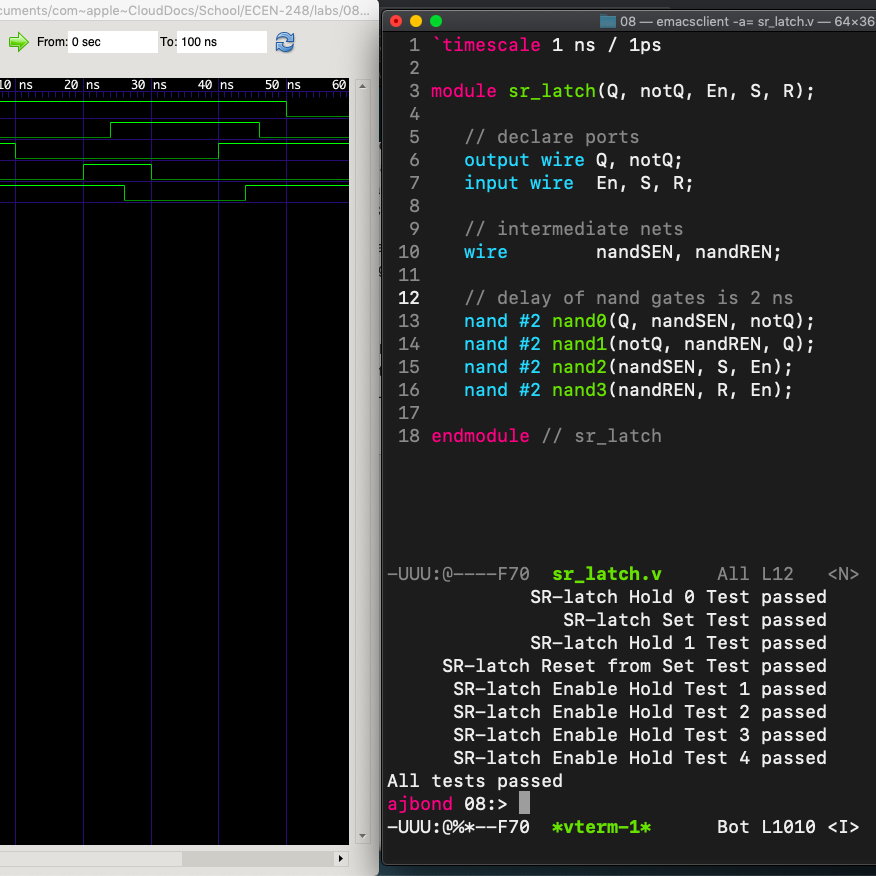 cuments/com~apple~CloudDocs/School/ECEN-248/labs/08...
From: 0 sec To: 100 ns
10 ns 20 ns 30 ns 40 ns 50 ns 60
08 — emacsclient -a= sr_latch.v — 64×36
1 `timescale 1 ns / 1ps
2
3 module sr_latch(Q, notQ, En, S, R);
4
5 // declare ports
6 output wire Q, notQ;
7 input wire  En, S, R;
8
9 // intermediate nets
10 wire        nandSEN, nandREN;
11
12 // delay of nand gates is 2 ns
13 nand #2 nand0(Q, nandSEN, notQ);
14 nand #2 nand1(notQ, nandREN, Q);
15 nand #2 nand2(nandSEN, S, En);
16 nand #2 nand3(nandREN, R, En);
17
18 endmodule // sr_latch
-UUU:@----F70  sr_latch.v     All L12   <N>
SR-latch Hold 0 Test passed
SR-latch Set Test passed
SR-latch Hold 1 Test passed
SR-latch Reset from Set Test passed
SR-latch Enable Hold Test 1 passed
SR-latch Enable Hold Test 2 passed
SR-latch Enable Hold Test 3 passed
SR-latch Enable Hold Test 4 passed
All tests passed
ajbond 08:>
-UUU:@%*--F70  *vterm-1*      Bot L1010 <I>